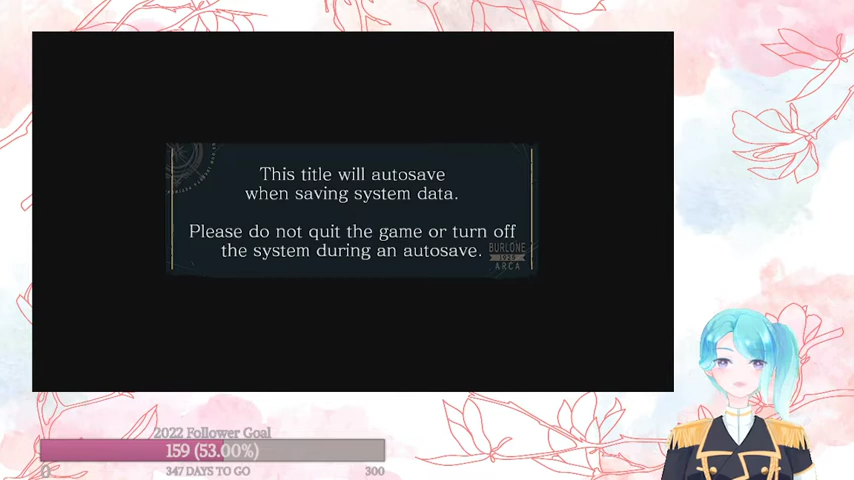 This title will autosave
when saving system data.
Please do not quit the game or turn off
the system during an autosave.
BURLONE
1929
ARCA
2022 Follower Goal
159 (53.00%)
0
347 DAYS TO GO
300